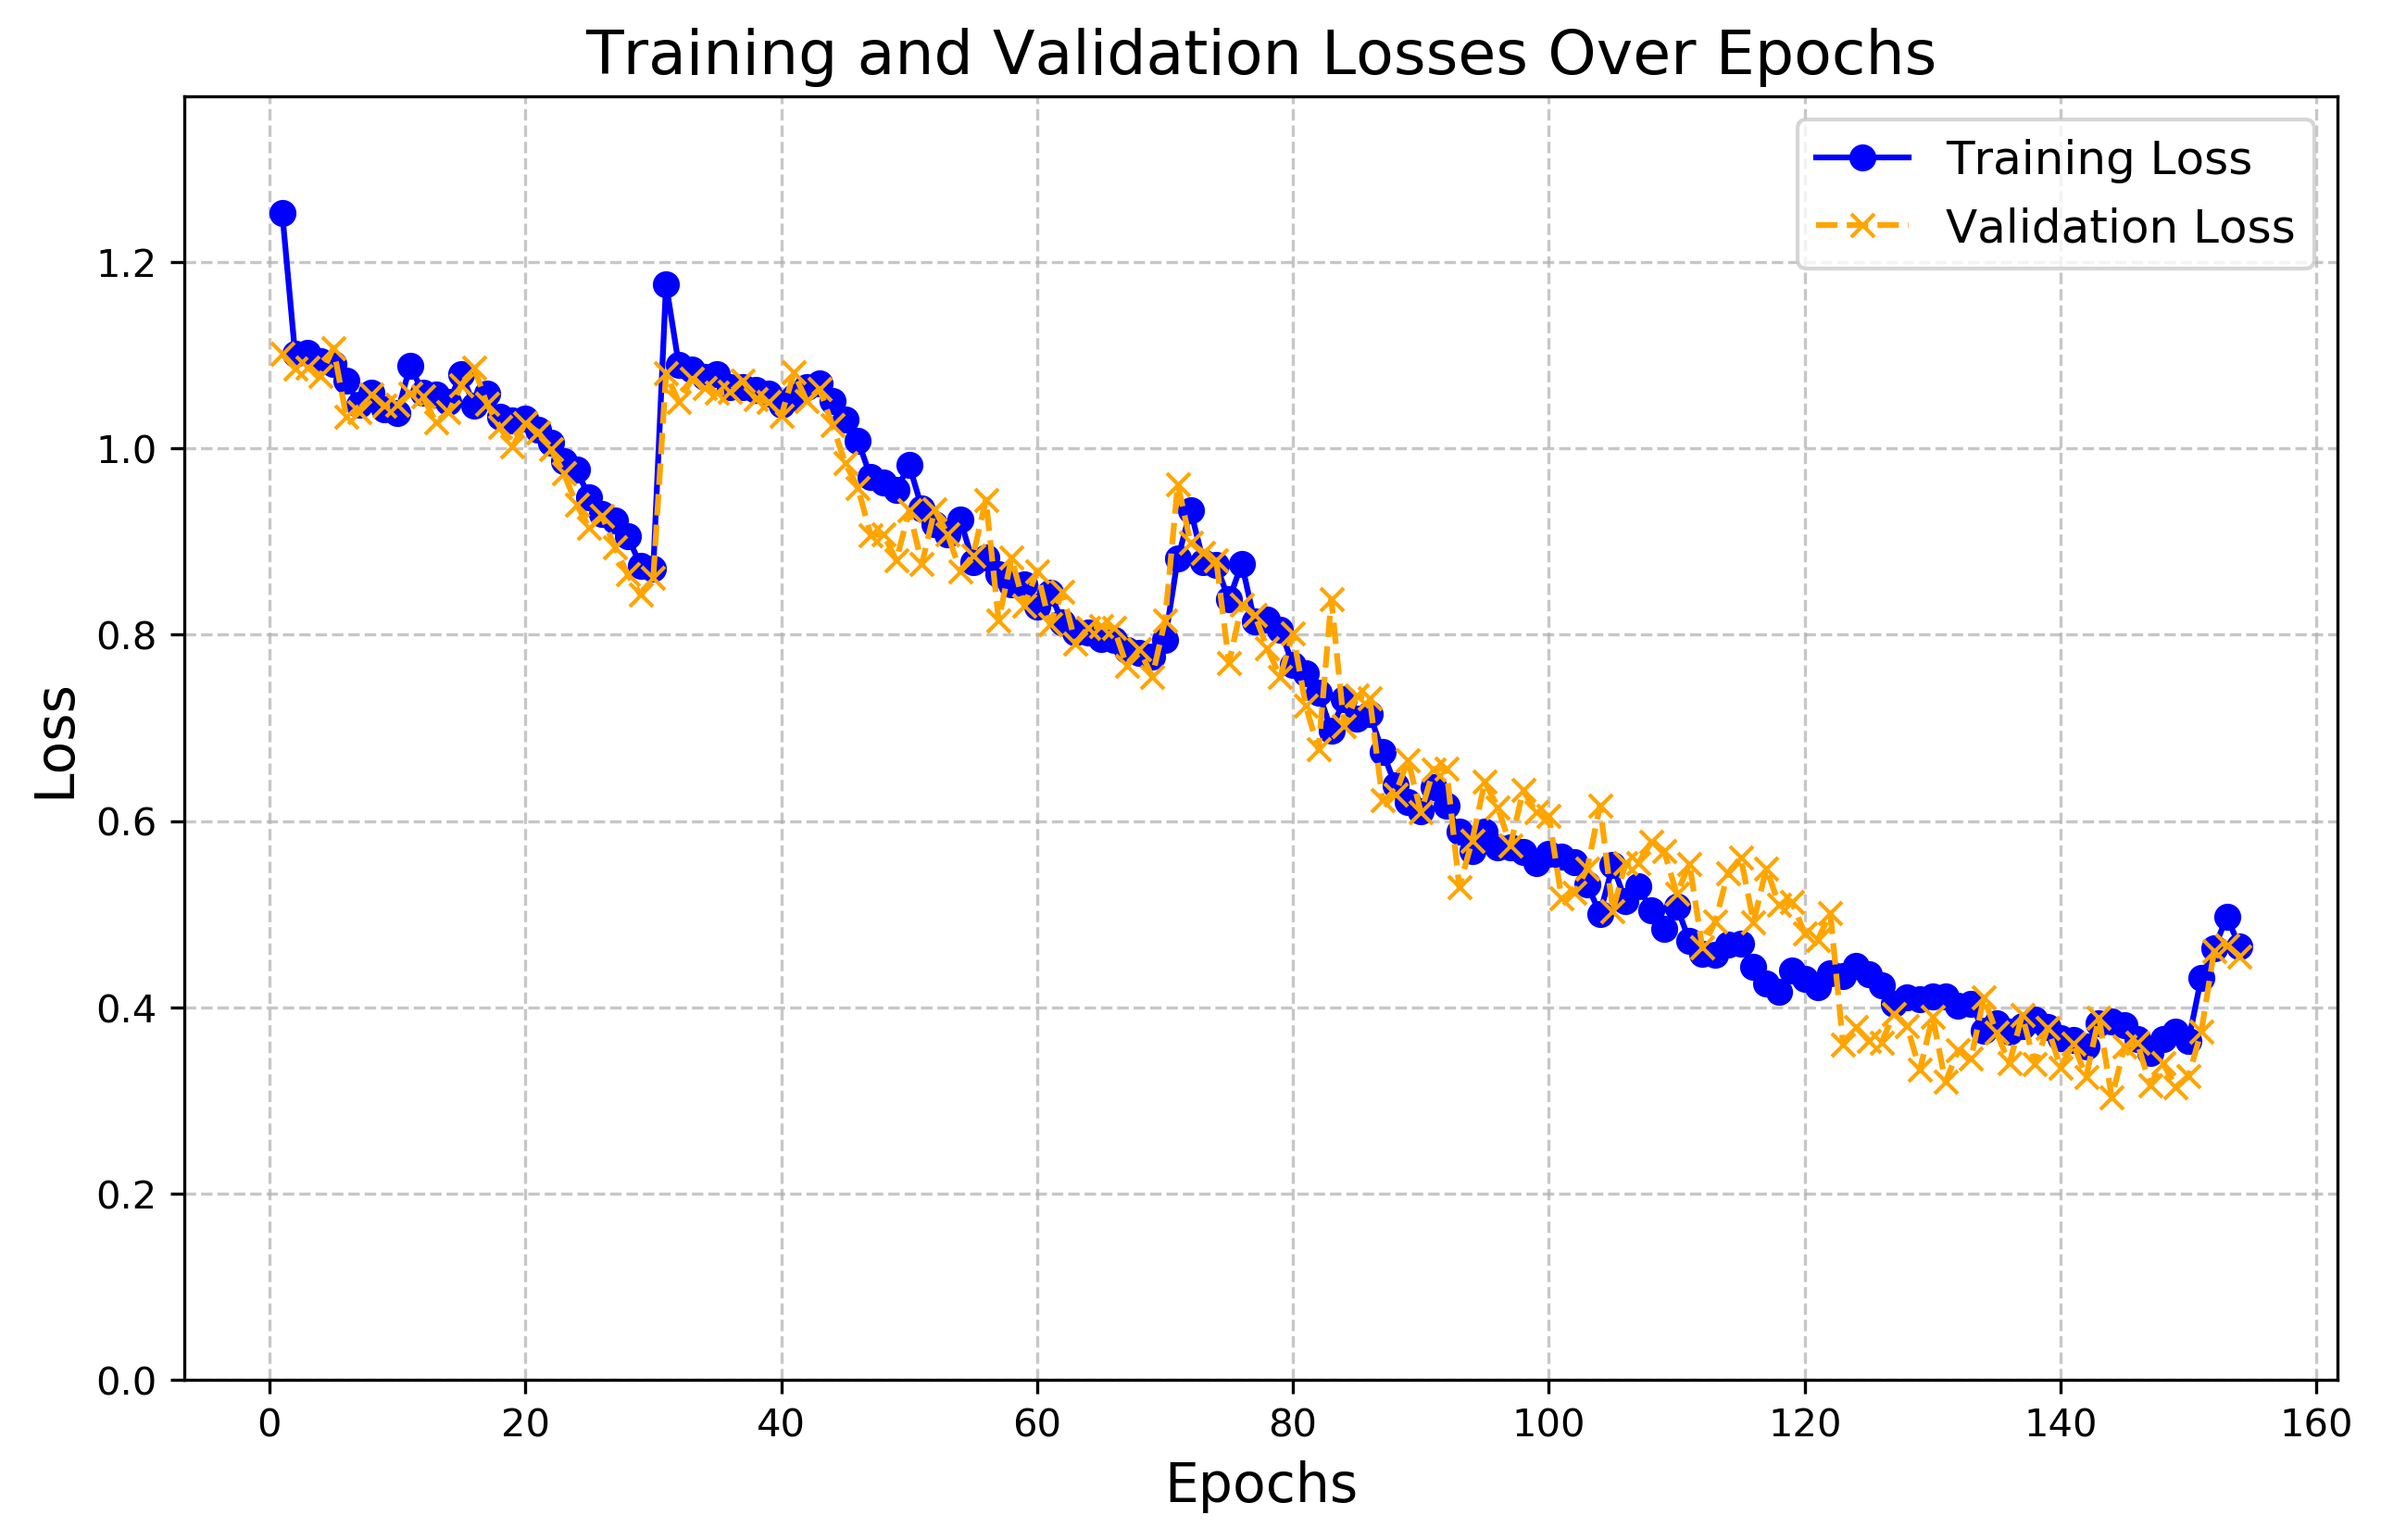 Training and Validation Losses Over Epochs
Training Loss
Validation Loss
Loss
1.2
1.0
0.8
0.6
0.4
0.2
0.0
0 20 40 60 80 100 120 140 160
Epochs